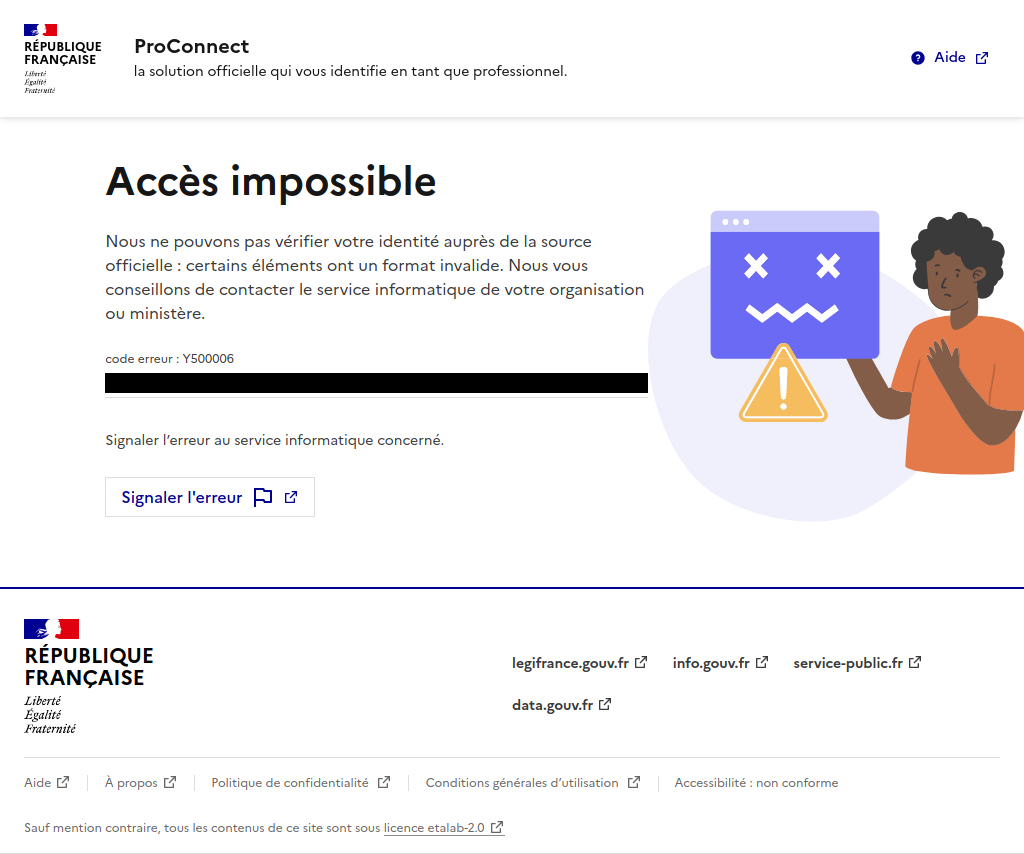 RÉPUBLIQUE
FRANÇAISE
Liberté
Égalité
Fraternité
ProConnect
la solution officielle qui vous identifie en tant que professionnel.
Aide
Accès impossible
Nous ne pouvons pas vérifier votre identité auprès de la source
officielle : certains éléments ont un format invalide. Nous vous
conseillons de contacter le service informatique de votre organisation
ou ministère.
code erreur : Y500006
Signaler l’erreur au service informatique concerné.
Signaler l'erreur
RÉPUBLIQUE
FRANÇAISE
Liberté
Égalité
Fraternité
legifrance.gouv.fr info.gouv.fr service-public.fr
data.gouv.fr
Aide À propos Politique de confidentialité Conditions générales d’utilisation Accessibilité : non conforme
Sauf mention contraire, tous les contenus de ce site sont sous licence etalab-2.0